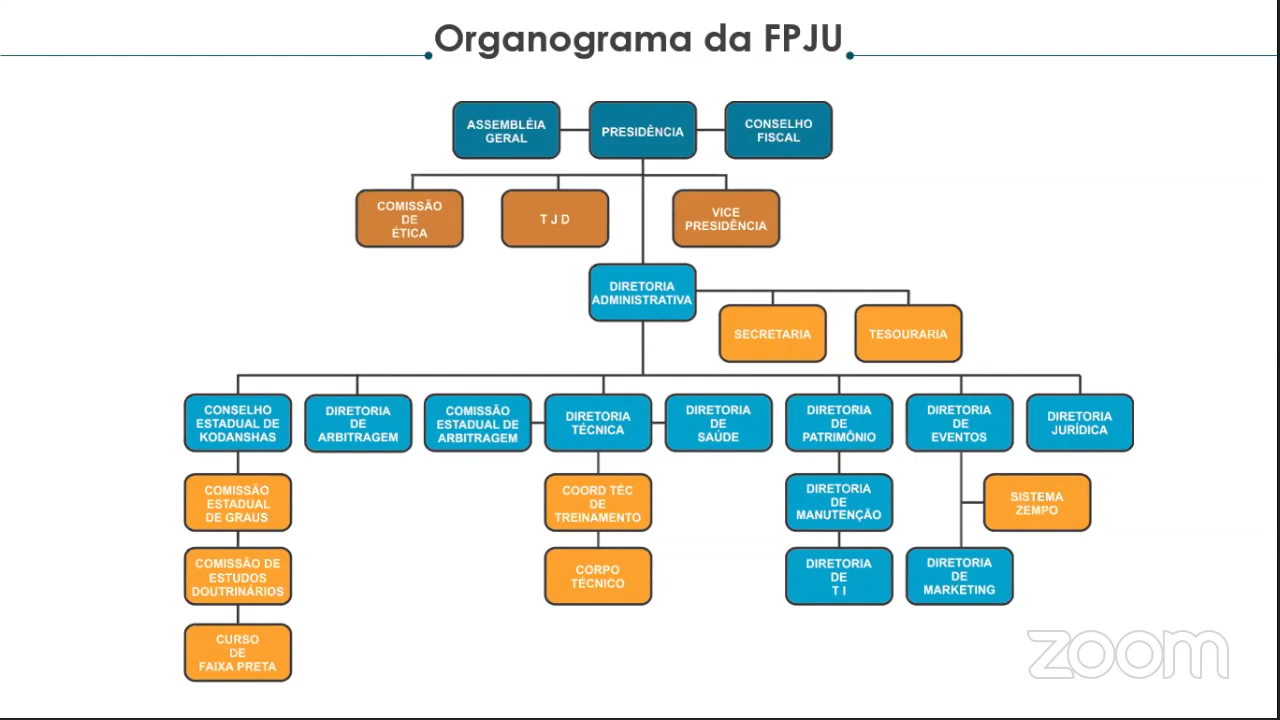 Organograma da FPJU
ASSEMBLÉIA
GERAL
PRESIDÊNCIA
CONSELHO
FISCAL
COMISSÃO
DE
ÉTICA
T J D
VICE
PRESIDÊNCIA
DIRETORIA
ADMINISTRATIVA
SECRETARIA
TESOURARIA
CONSELHO
ESTADUAL DE
KODANSHAS
DIRETORIA
DE
ARBITRAGEM
COMISSÃO
ESTADUAL DE
ARBITRAGEM
DIRETORIA
TÉCNICA
DIRETORIA
DE
SAÚDE
DIRETORIA
DE
PATRIMÔNIO
DIRETORIA
DE
EVENTOS
DIRETORIA
JURÍDICA
COMISSÃO
ESTADUAL
DE GRAUS
COORD TÉC
DE
TREINAMENTO
DIRETORIA
DE
MANUTENÇÃO
SISTEMA
ZEMPO
COMISSÃO DE
ESTUDOS
DOUTRINÁRIOS
CORPO
TÉCNICO
DIRETORIA
DE
T I
DIRETORIA
DE
MARKETING
CURSO
DE
FAIXA PRETA
zoom